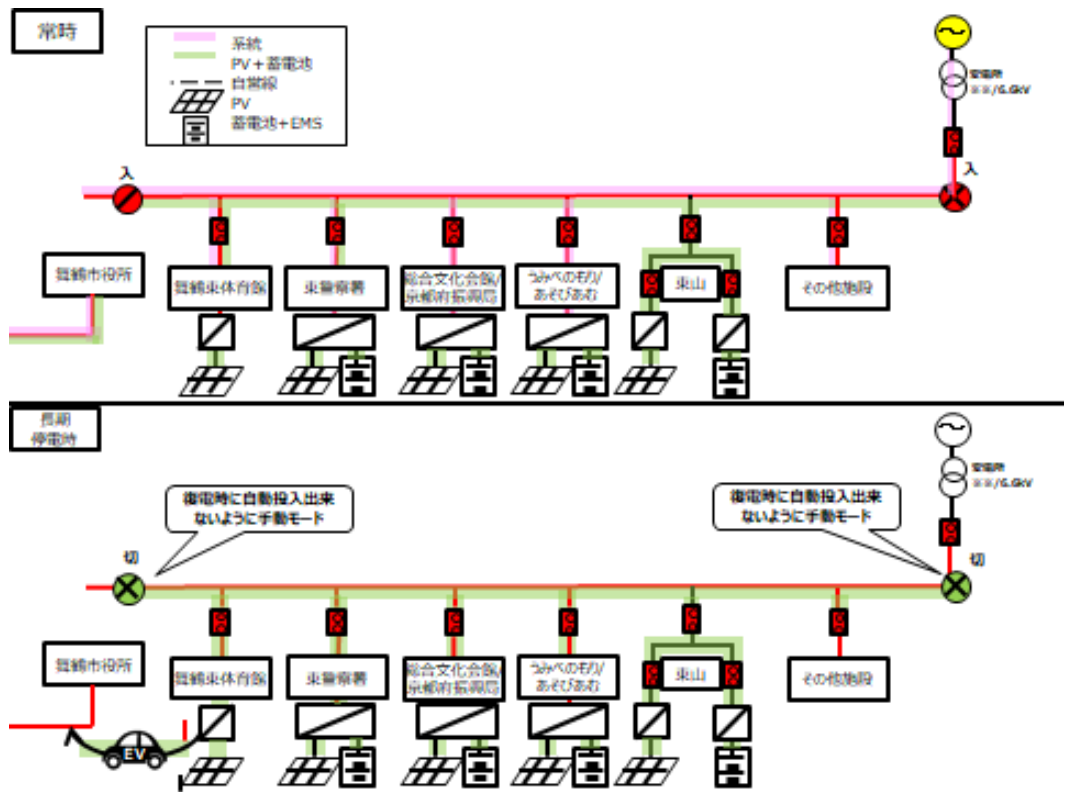 常時
系統
PV＋蓄電池
自営線
PV
蓄電池+EMS
変電所
※※/6.6kV
入
入
舞鶴市役所
舞鶴東体育館
東警察署
総合文化会館/
京都府振興局
うみべのもり/
あそびあむ
東山
その他施設
長期
停電時
変電所
※※/6.6kV
復電時に自動投入出来
ないように手動モード
復電時に自動投入出来
ないように手動モード
切
切
舞鶴市役所
舞鶴東体育館
東警察署
総合文化会館/
京都府振興局
うみべのもり/
あそびあむ
東山
その他施設
EV